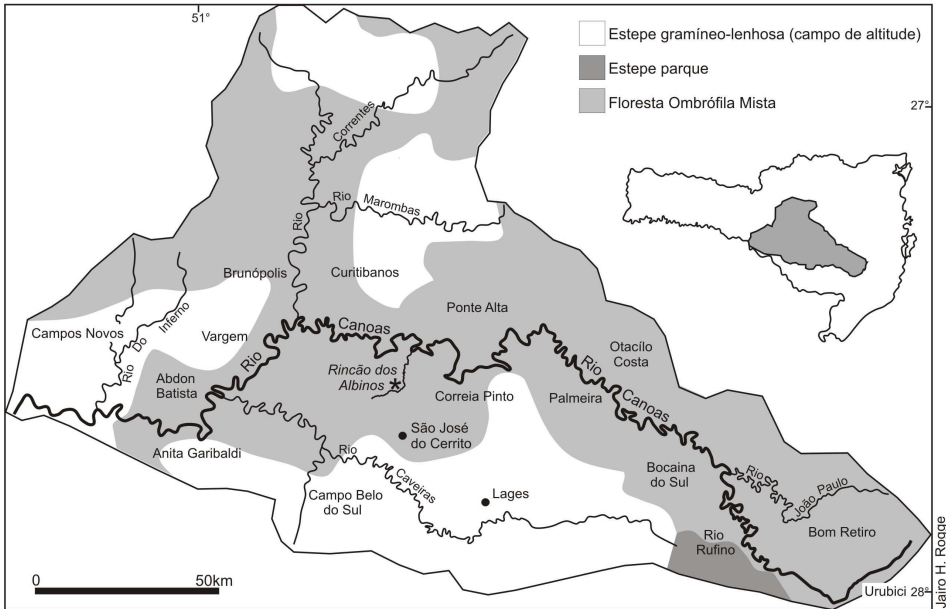 51°
Estepe gramíneo-lenhosa (campo de altitude)
Estepe parque
Floresta Ombrófila Mista
27°
Correntes
Rio
Marombas
Rio
Brunópolis
Curitibanos
Ponte Alta
Campos Novos
Rio Do Inferno
Vargem
Rio
Canoas
Otacílo
Costa
Rincão dos
Albinos
*
Abdon
Batista
Correia Pinto
Palmeira
Rio
Canoas
São José
do Cerrito
Anita Garibaldi
Rio
Caveiras
Bocaina
do Sul
Rio
João Paulo
Campo Belo
do Sul
Lages
Rio
Rufino
Bom Retiro
0
50km
Urubici
28°
Jairo H. Rogge